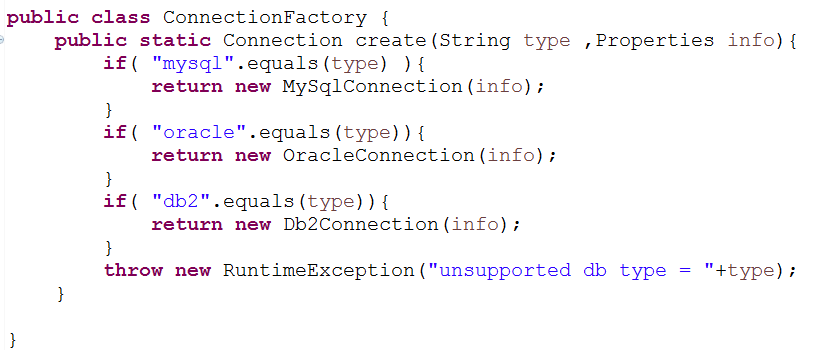 public class ConnectionFactory {
    public static Connection create(String type ,Properties info){
        if( "mysql".equals(type) ){
            return new MySqlConnection(info);
        }
        if( "oracle".equals(type)){
            return new OracleConnection(info);
        }
        if( "db2".equals(type)){
            return new Db2Connection(info);
        }
        throw new RuntimeException("unsupported db type = "+type);
    }

}